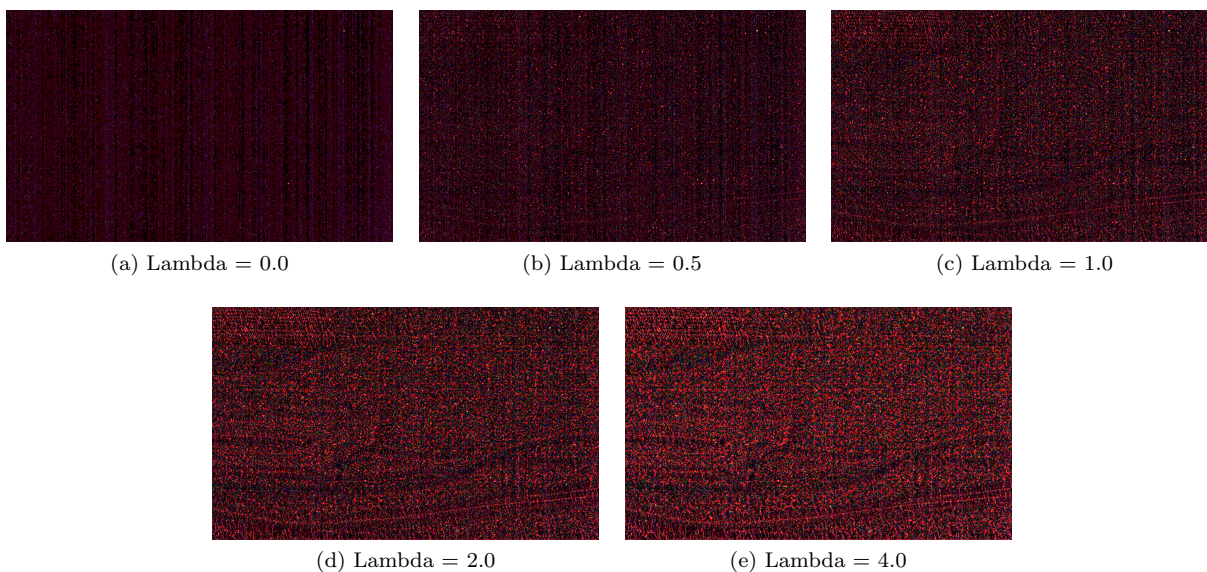 (a) Lambda = 0.0
(b) Lambda = 0.5
(c) Lambda = 1.0
(d) Lambda = 2.0
(e) Lambda = 4.0